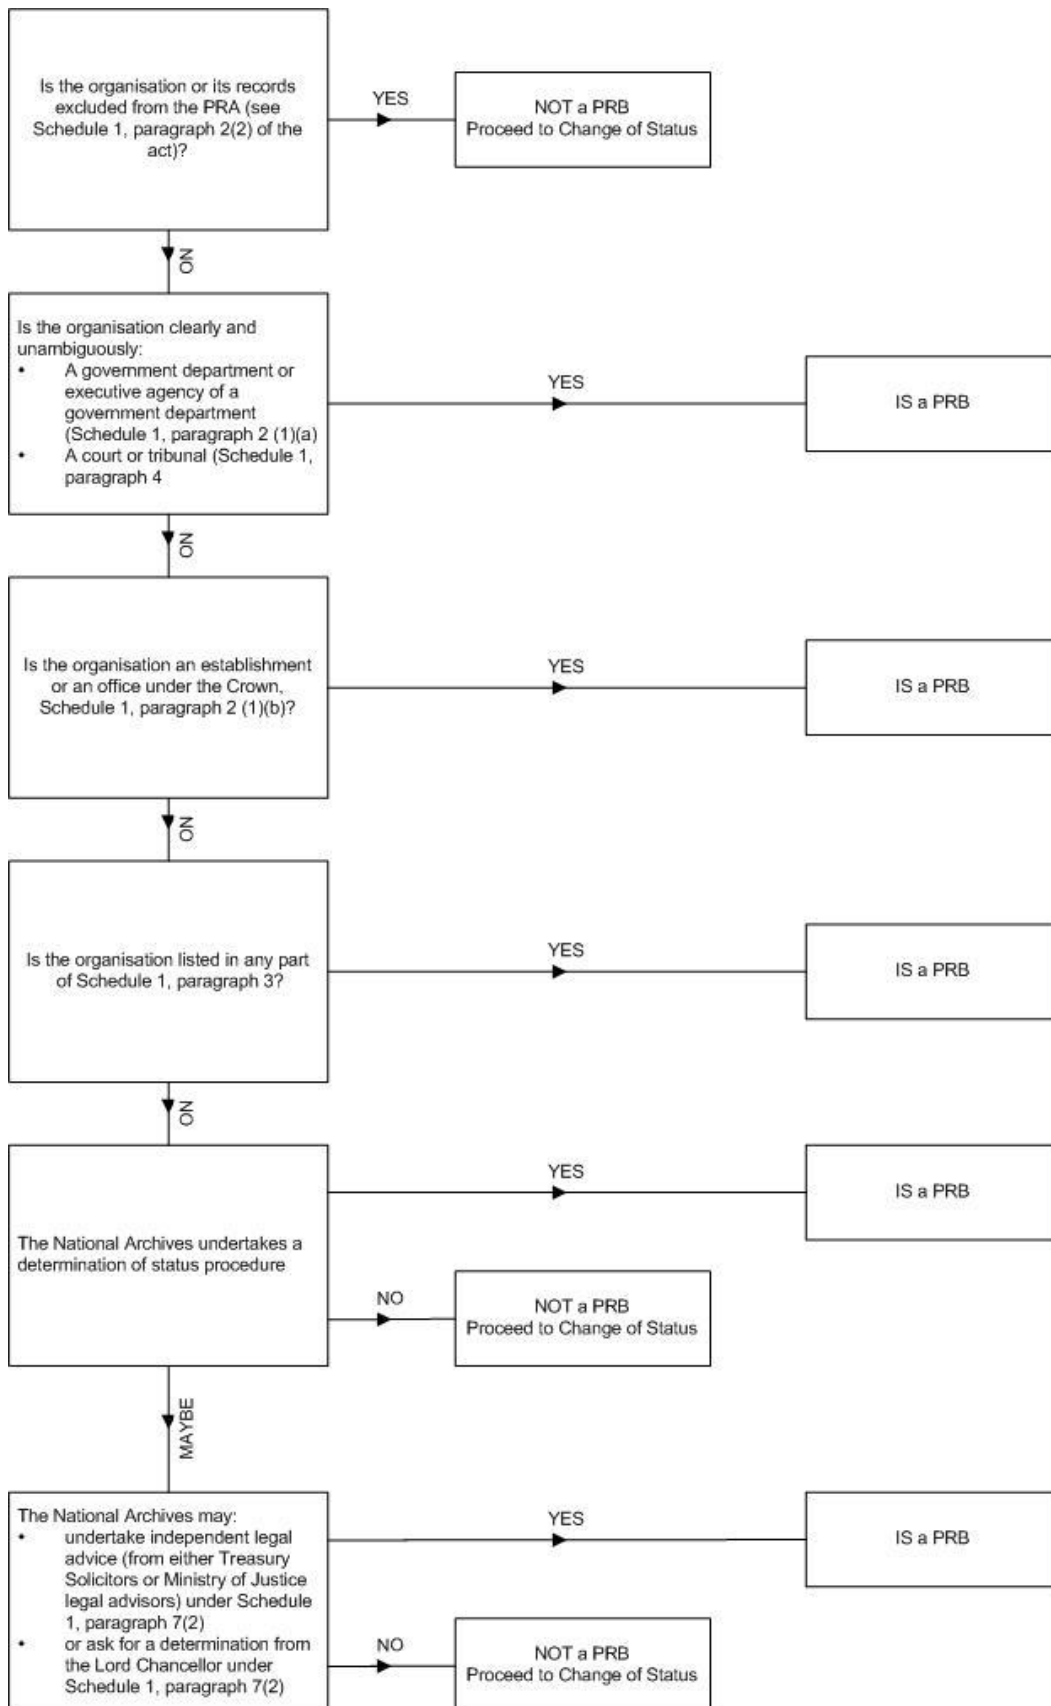 Is the organisation or its records
excluded from the PRA (see
Schedule 1, paragraph 2(2) of the
act)?
YES
NOT a PRB
Proceed to Change of Status
NO
Is the organisation clearly and
unambiguously:
• A government department or
executive agency of a
government department
(Schedule 1, paragraph 2 (1)(a)
• A court or tribunal (Schedule 1,
paragraph 4
YES
IS a PRB
NO
Is the organisation an establishment
or an office under the Crown,
Schedule 1, paragraph 2 (1)(b)?
YES
IS a PRB
NO
Is the organisation listed in any part
of Schedule 1, paragraph 3?
YES
IS a PRB
NO
The National Archives undertakes a
determination of status procedure
YES
IS a PRB
NO
NOT a PRB
Proceed to Change of Status
MAYBE
The National Archives may:
• undertake independent legal
advice (from either Treasury
Solicitors or Ministry of Justice
legal advisors) under Schedule
1, paragraph 7(2)
• or ask for a determination from
the Lord Chancellor under
Schedule 1, paragraph 7(2)
YES
IS a PRB
NO
NOT a PRB
Proceed to Change of Status